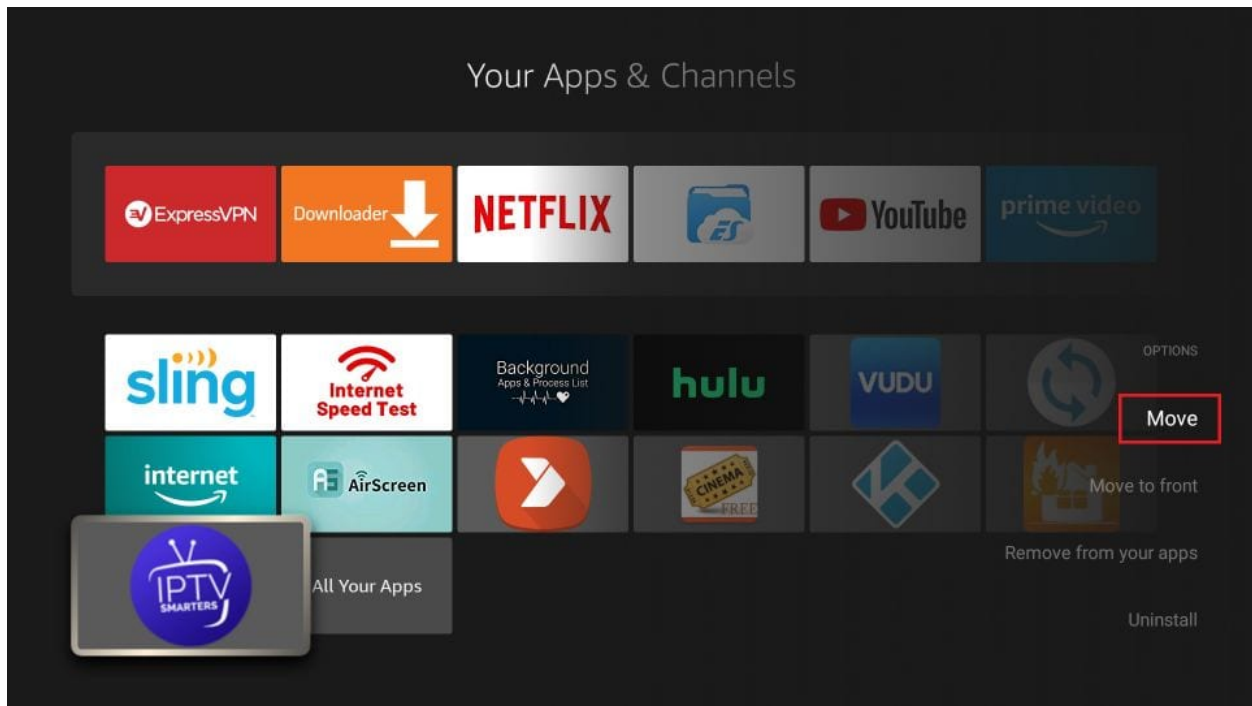 Your Apps & Channels
ExpressVPN
Downloader
NETFLIX
ES
YouTube
prime video
sling
Internet
Speed Test
Background
Apps & Process List
hulu
VUDU
OPTIONS
Move
internet
AirScreen
CINEMA
FREE
Move to front
IPTV
SMARTERS
All Your Apps
Remove from your apps
Uninstall